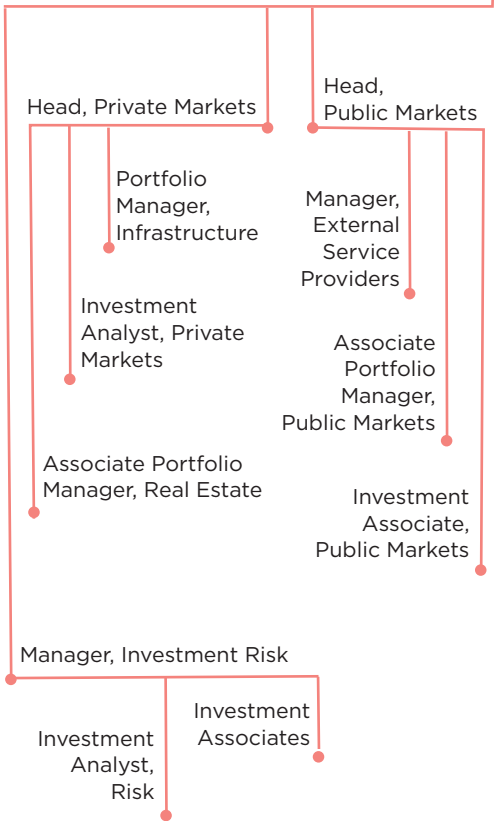 Head, Private Markets
Portfolio
Manager,
Infrastructure
Investment
Analyst, Private
Markets
Associate Portfolio
Manager, Real Estate
Head,
Public Markets
Manager,
External
Service
Providers
Associate
Portfolio
Manager,
Public Markets
Investment
Associate,
Public Markets
Manager, Investment Risk
Investment
Analyst,
Risk
Investment
Associates